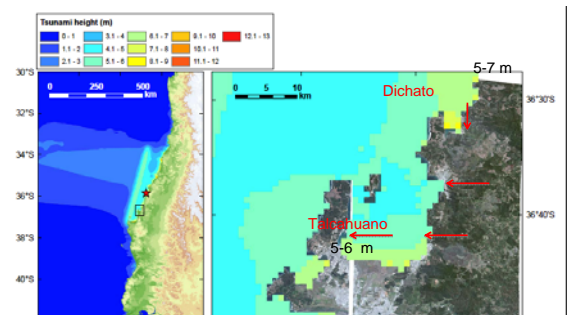 Tsunami height (m)
0 - 1 3.1 - 4 6.1 - 7 9.1 - 10 12.1 - 13
1.1 - 2 4.1 - 5 7.1 - 8 10.1 - 11
2.1 - 3 5.1 - 6 8.1 - 9 11.1 - 12
30°S
32°S
34°S
36°S
38°S
40°S
0 250 500
km
0 5 10
km
5-7 m
Dichato
36°30'S
36°40'S
Talcahuano
5-6 m